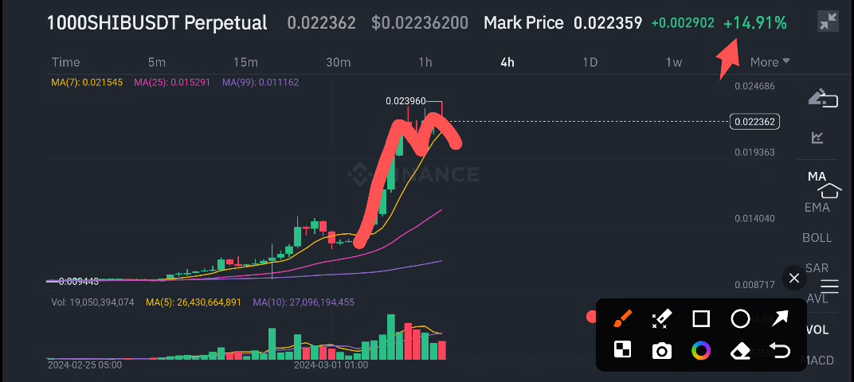 1000SHIBUSDT Perpetual 0.022362 $0.02236200 Mark Price 0.022359 +0.002902 +14.91%
Time 5m 15m 30m 1h 4h 1D 1w More
MA(7): 0.021545 MA(25): 0.015291 MA(99): 0.011162
0.024686
0.023960
0.022362
0.019363
BINANCE
MA
0.014040
EMA
BOLL
SAR
0.009443
0.008717
AVL
Vol: 19,050,394,074 MA(5): 26,430,664,891 MA(10): 27,096,194,455
VOL
MACD
2024-02-25 05:00 2024-03-01 01:00